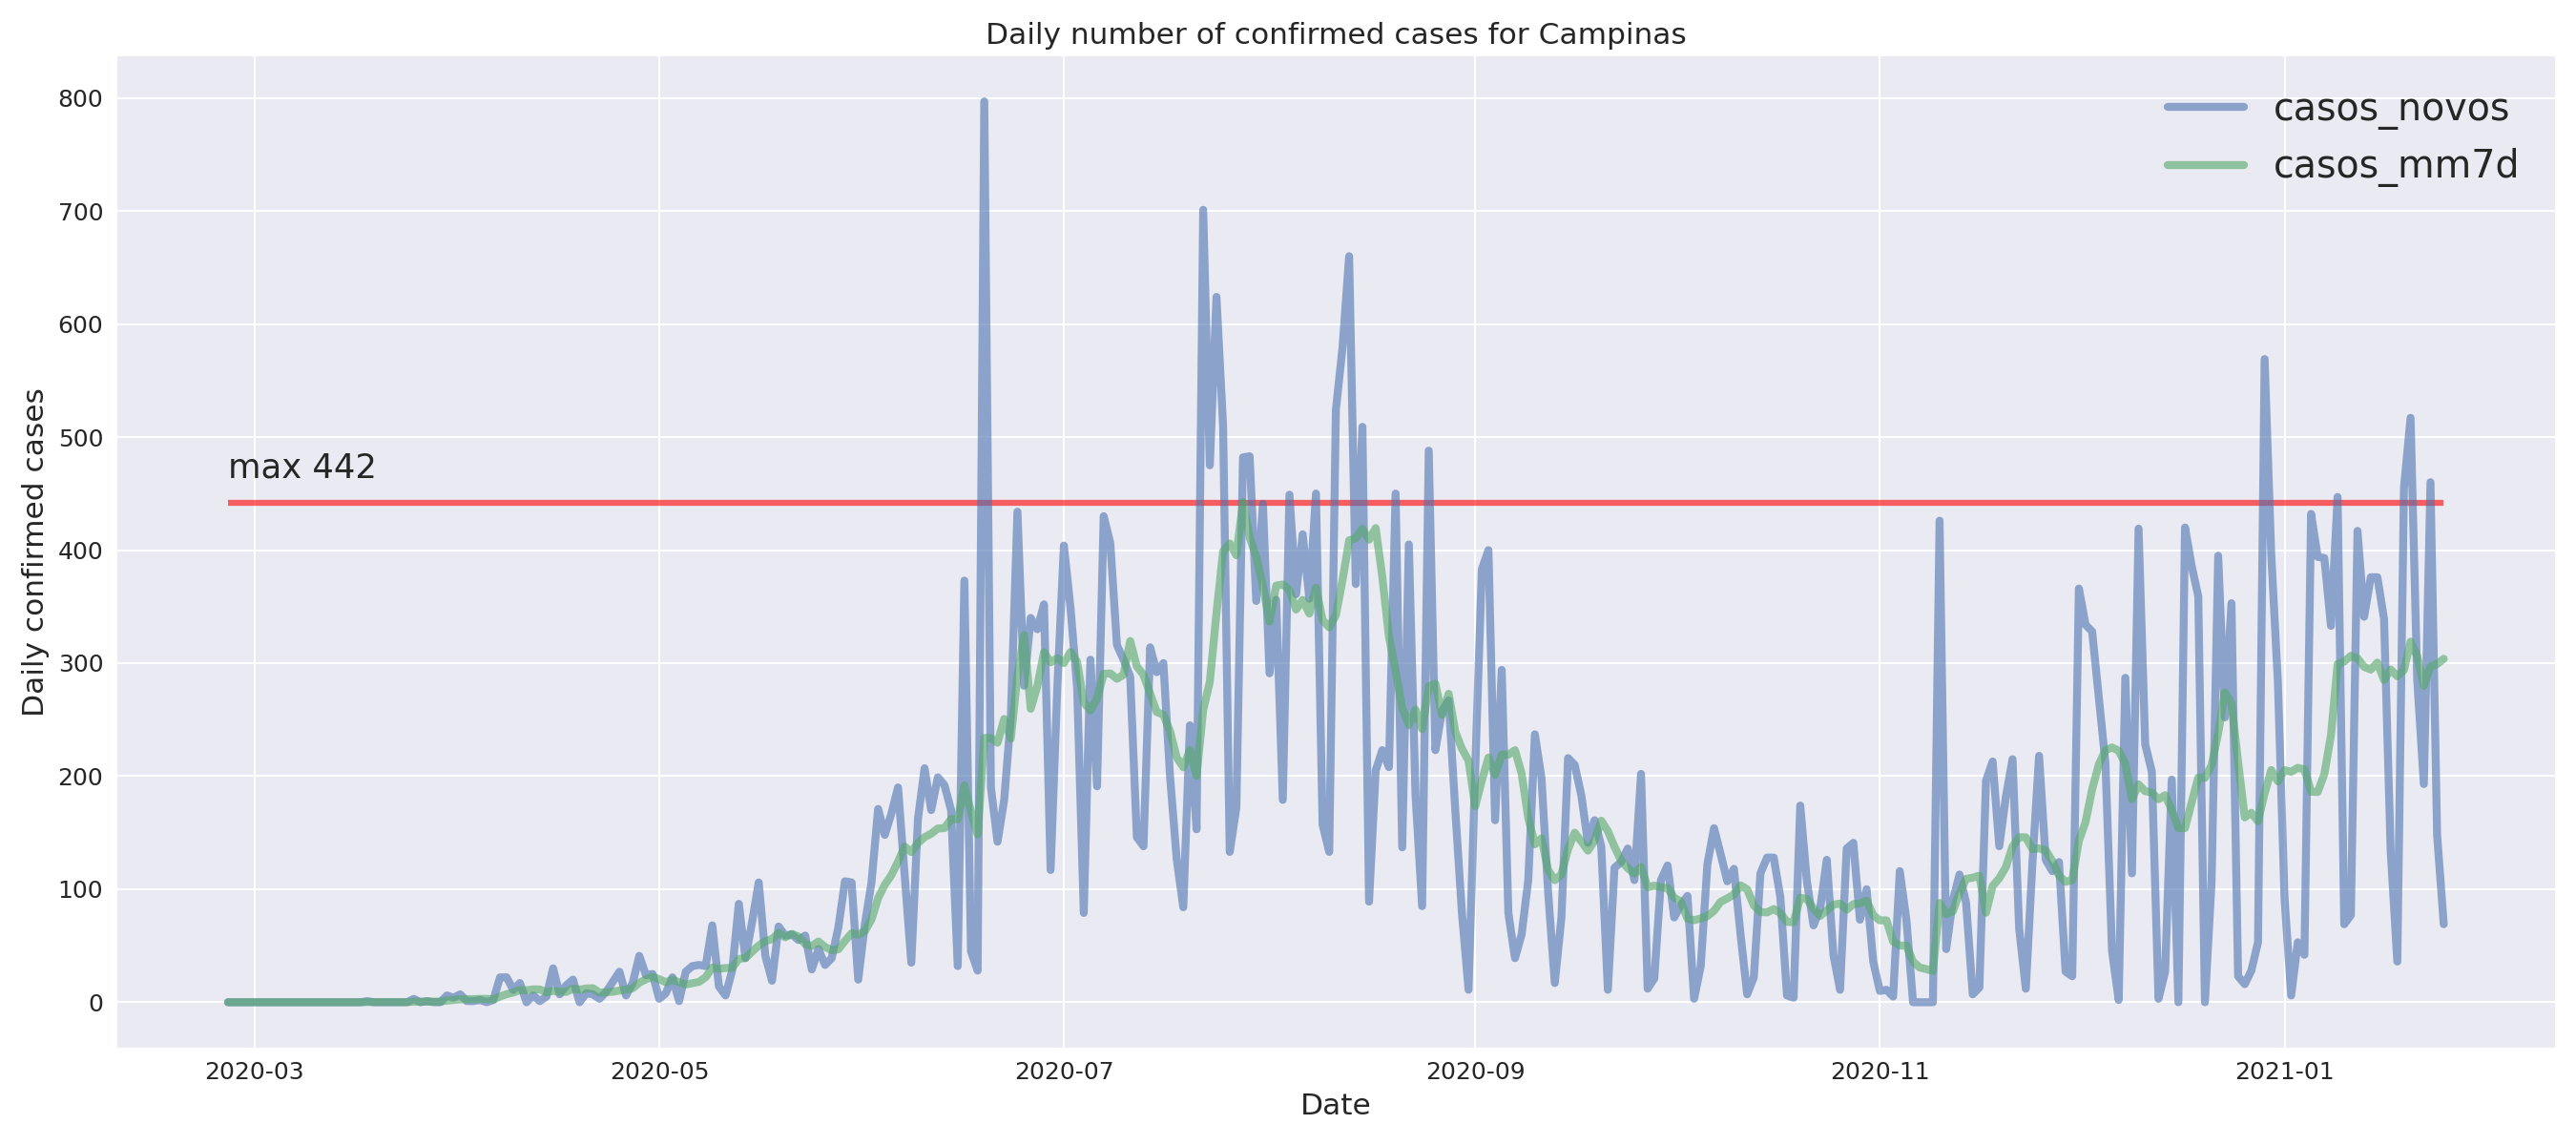 Daily number of confirmed cases for Campinas
800
700
600
500
400
300
200
100
0
Daily confirmed cases
max 442
casos_novos
casos_mm7d
2020-03
2020-05
2020-07
2020-09
2020-11
2021-01
Date